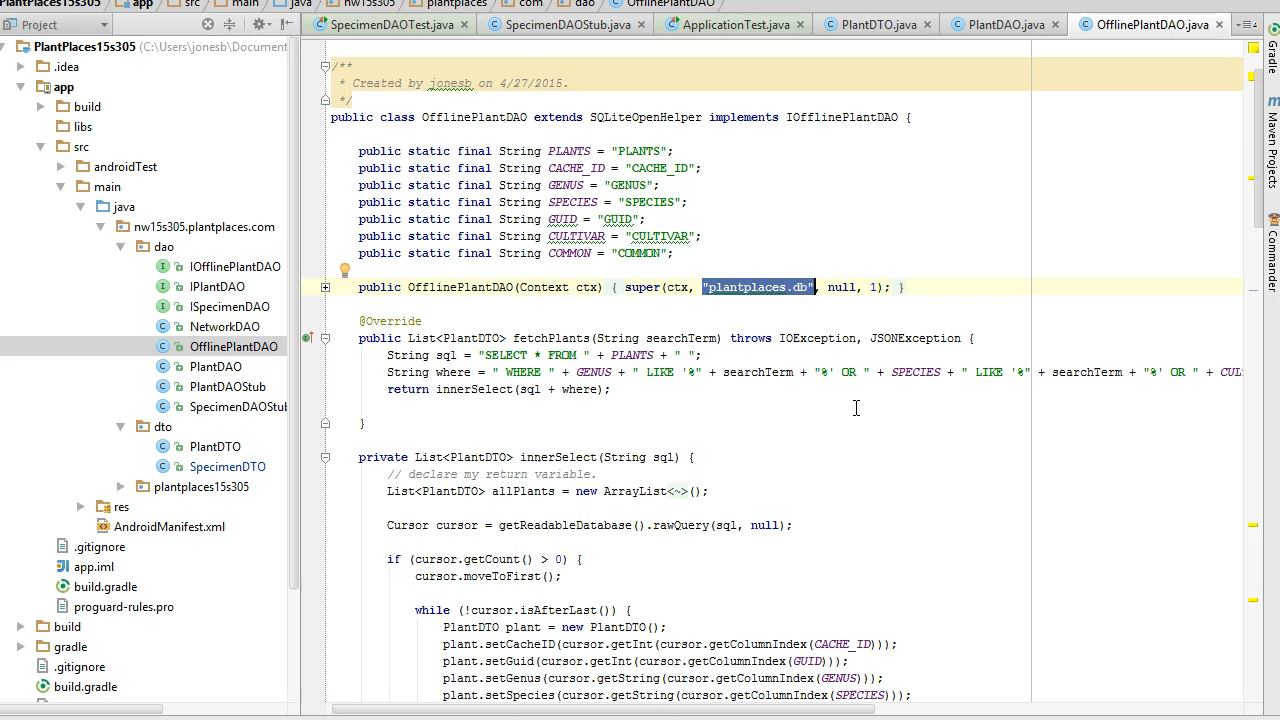 PlantPlaces15s305 app src main java nw15s305 plantplaces com dao OfflinePlantDAO
Project
SpecimenDAOTest.java × SpecimenDAOStub.java × ApplicationTest.java × PlantDTO.java × PlantDAO.java × OfflinePlantDAO.java ×
PlantPlaces15s305 (C:\Users\jonesb\Document
.idea
app
build
libs
src
androidTest
main
java
nw15s305.plantplaces.com
dao
IOfflinePlantDAO
IPlantDAO
ISpecimenDAO
NetworkDAO
OfflinePlantDAO
PlantDAO
PlantDAOStub
SpecimenDAOStub
dto
PlantDTO
SpecimenDTO
plantplaces15s305
res
AndroidManifest.xml
.gitignore
app.iml
build.gradle
proguard-rules.pro
build
gradle
.gitignore
build.gradle
/**
* Created by jonesb on 4/27/2015.
*/
public class OfflinePlantDAO extends SQLiteOpenHelper implements IOfflinePlantDAO {
public static final String PLANTS = "PLANTS";
public static final String CACHE_ID = "CACHE_ID";
public static final String GENUS = "GENUS";
public static final String SPECIES = "SPECIES";
public static final String GUID = "GUID";
public static final String CULTIVAR = "CULTIVAR";
public static final String COMMON = "COMMON";
public OfflinePlantDAO(Context ctx) { super(ctx, "plantplaces.db", null, 1); }
@Override
public List<PlantDTO> fetchPlants(String searchTerm) throws IOException, JSONException {
String sql = "SELECT * FROM " + PLANTS + " ";
String where = " WHERE " + GENUS + " LIKE '%" + searchTerm + "%' OR " + SPECIES + " LIKE '%" + searchTerm + "%' OR " + CUL
return innerSelect(sql + where);
}
private List<PlantDTO> innerSelect(String sql) {
// declare my return variable.
List<PlantDTO> allPlants = new ArrayList<~>();
Cursor cursor = getReadableDatabase().rawQuery(sql, null);
if (cursor.getCount() > 0) {
cursor.moveToFirst();
while (!cursor.isAfterLast()) {
PlantDTO plant = new PlantDTO();
plant.setCacheID(cursor.getInt(cursor.getColumnIndex(CACHE_ID)));
plant.setGuid(cursor.getInt(cursor.getColumnIndex(GUID)));
plant.setGenus(cursor.getString(cursor.getColumnIndex(GENUS)));
plant.setSpecies(cursor.getString(cursor.getColumnIndex(SPECIES)));
Gradle
Maven Projects
Commander